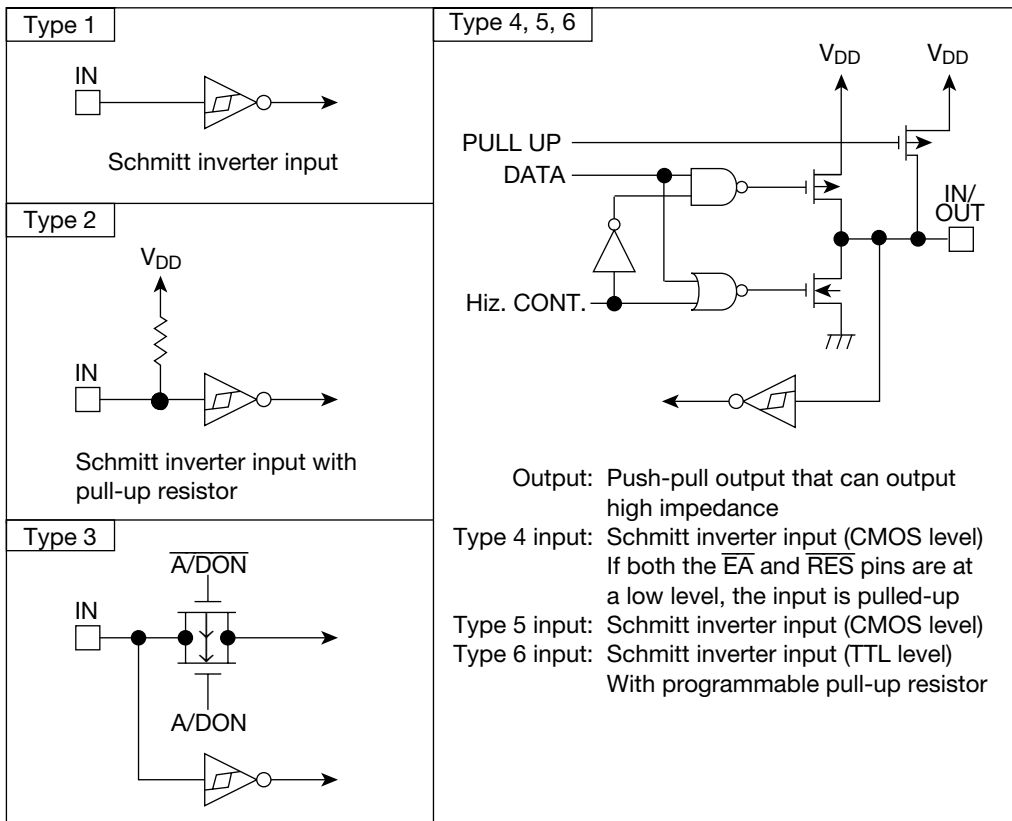 Type 1
IN
Schmitt inverter input
Type 2
VDD
IN
Schmitt inverter input with
pull-up resistor
Type 3
A/DON
IN
A/DON
Type 4, 5, 6
VDD
VDD
PULL UP
DATA
IN/
OUT
Hiz. CONT.
Output: Push-pull output that can output
high impedance
Type 4 input: Schmitt inverter input (CMOS level)
If both the EA and RES pins are at
a low level, the input is pulled-up
Type 5 input: Schmitt inverter input (CMOS level)
Type 6 input: Schmitt inverter input (TTL level)
With programmable pull-up resistor